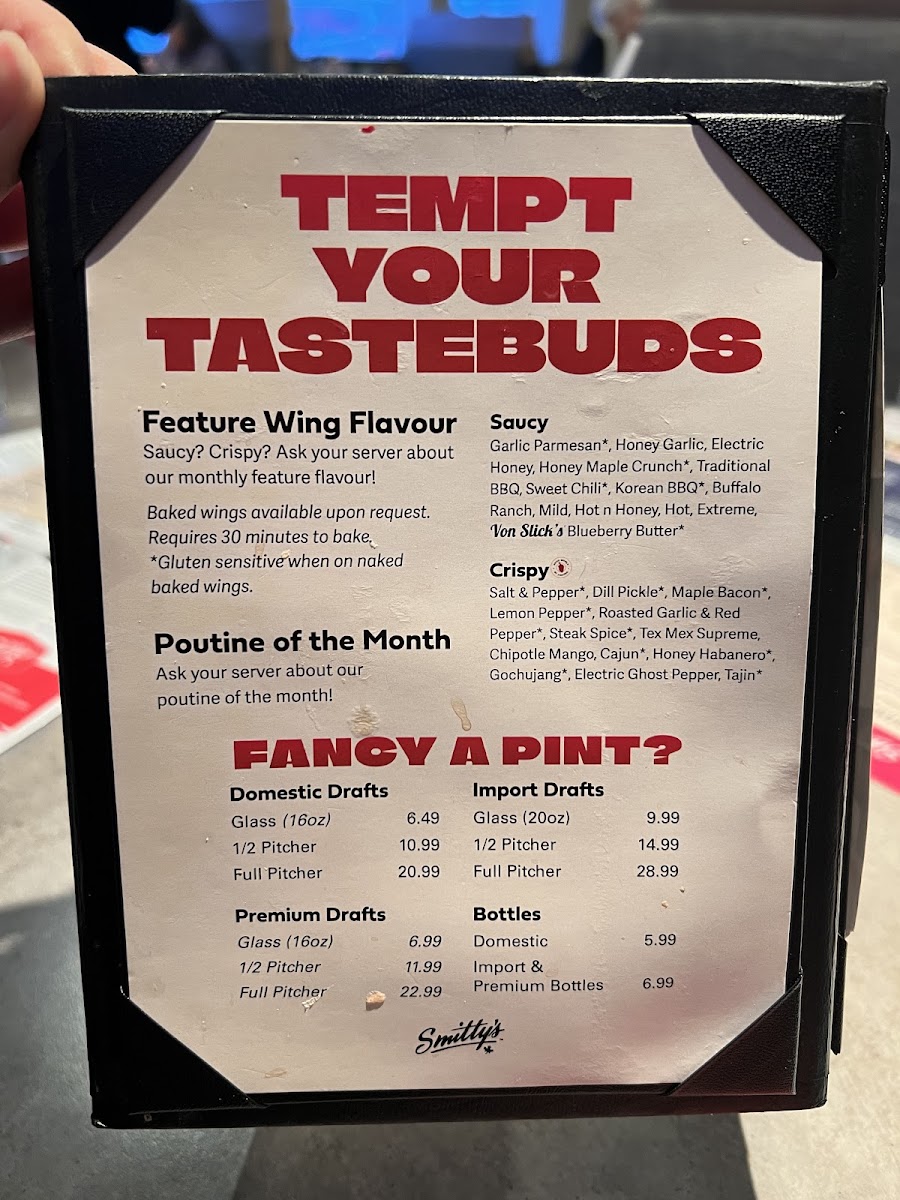 TEMPT
YOUR
TASTEBUDS
Feature Wing Flavour
Saucy? Crispy? Ask your server about
our monthly feature flavour!
Baked wings available upon request.
Requires 30 minutes to bake.
*Gluten sensitive when on naked
baked wings.
Poutine of the Month
Ask your server about our
poutine of the month!
Saucy
Garlic Parmesan*, Honey Garlic, Electric
Honey, Honey Maple Crunch*, Traditional
BBQ, Sweet Chili*, Korean BBQ*, Buffalo
Ranch, Mild, Hot n Honey, Hot, Extreme,
Von Slick's Blueberry Butter*
Crispy
Salt & Pepper*, Dill Pickle*, Maple Bacon*,
Lemon Pepper*, Roasted Garlic & Red
Pepper*, Steak Spice*, Tex Mex Supreme,
Chipotle Mango, Cajun*, Honey Habanero*,
Gochujang*, Electric Ghost Pepper, Tajin*
FANCY A PINT?
Domestic Drafts
Glass (16oz) 6.49
1/2 Pitcher 10.99
Full Pitcher 20.99
Import Drafts
Glass (20oz) 9.99
1/2 Pitcher 14.99
Full Pitcher 28.99
Premium Drafts
Glass (16oz) 6.99
1/2 Pitcher 11.99
Full Pitcher 22.99
Bottles
Domestic 5.99
Import &
Premium Bottles 6.99
Smitty's